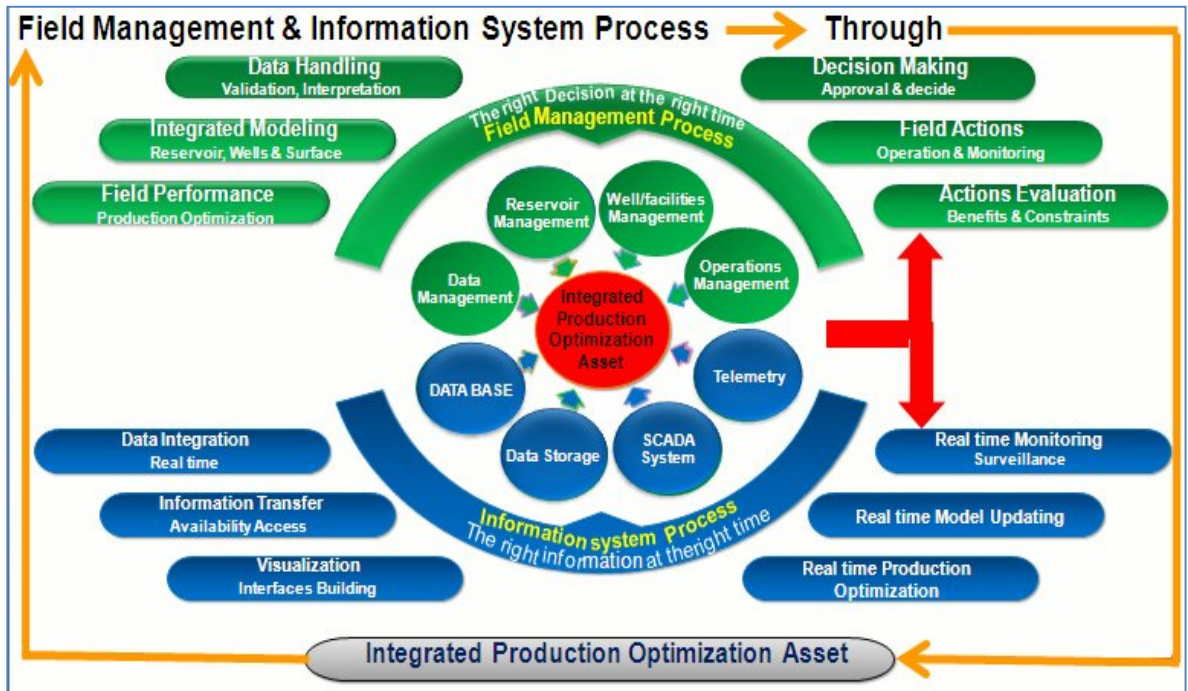 Field Management & Information System Process
Through
Data Handling
Validation, Interpretation
Integrated Modeling
Reservoir, Wells & Surface
Field Performance
Production Optimization
The right Decision at the right time
Field Management Process
Decision Making
Approval & decide
Field Actions
Operation & Monitoring
Actions Evaluation
Benefits & Constraints
Reservoir
Management
Well/facilities
Management
Data
Management
Operations
Management
Integrated
Production
Optimization
Asset
DATA BASE
Telemetry
Data Storage
SCADA
System
Data Integration
Real time
Information Transfer
Availability Access
Visualization
Interfaces Building
Information system Process
The right information at theright time
Real time Monitoring
Surveillance
Real time Model Updating
Real time Production
Optimization
Integrated Production Optimization Asset